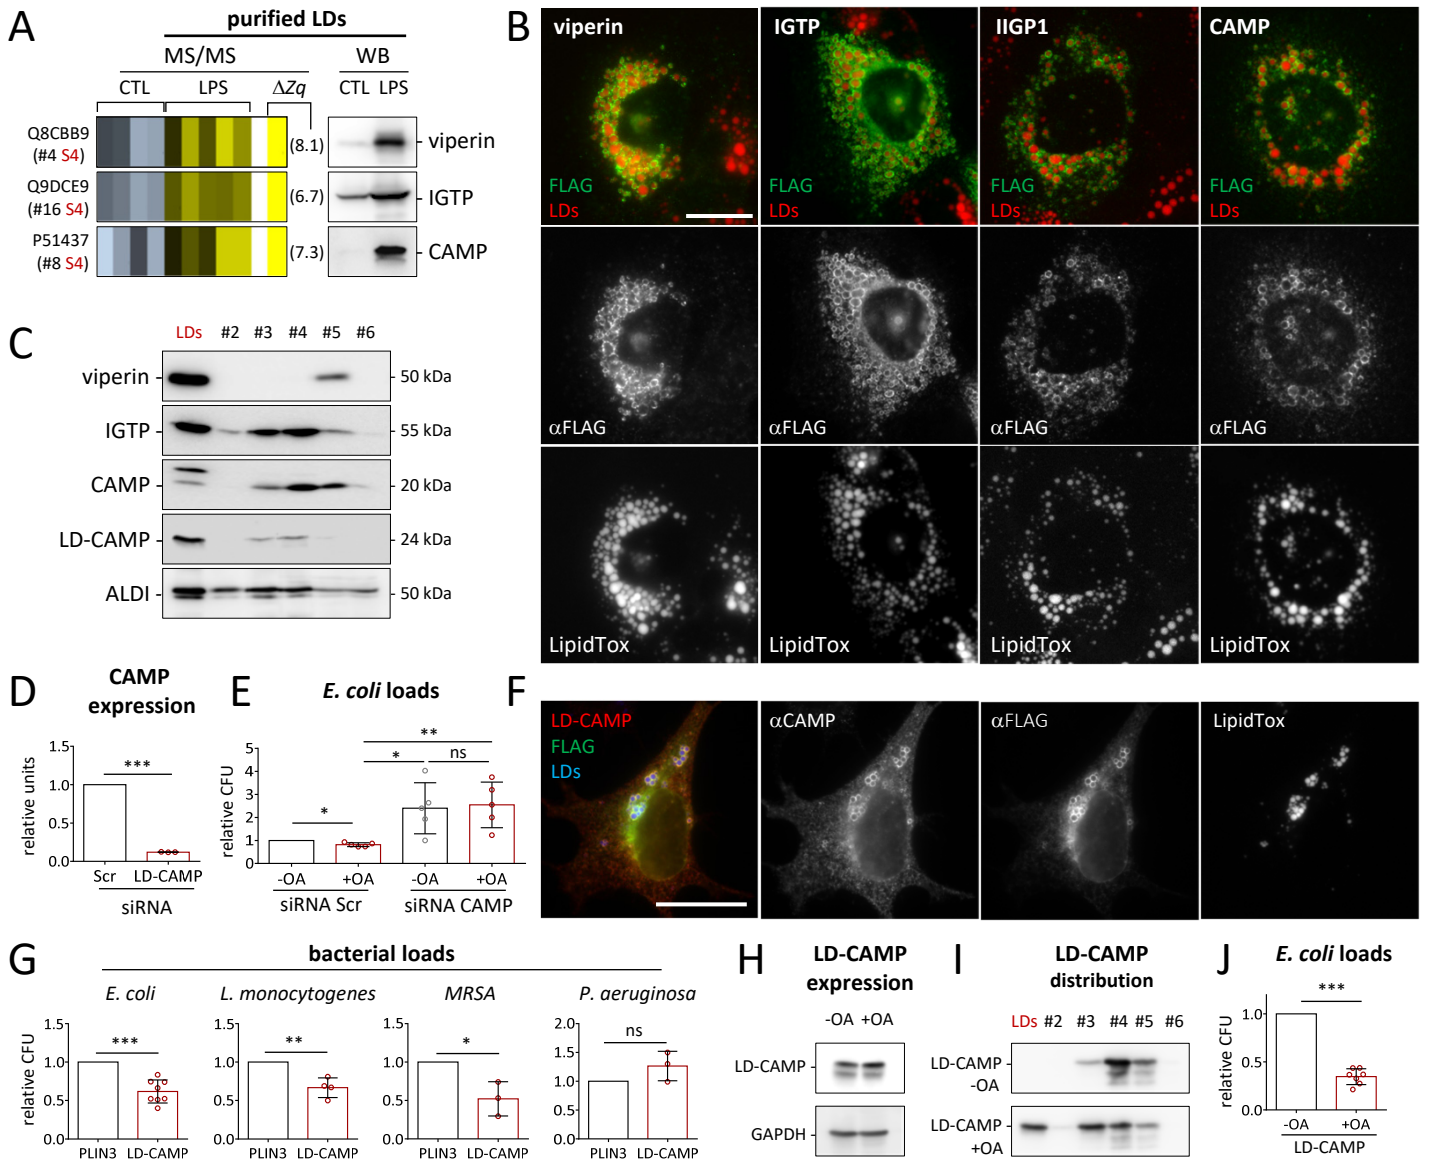 A
purified LDs
MS/MS
WB
CTL
LPS
ΔZq
CTL LPS
Q8CBB9
(#4 S4)
(8.1)
viperin
Q9DCE9
(#16 S4)
(6.7)
IGTP
P51437
(#8 S4)
(7.3)
CAMP
B
viperin
IGTP
IIGP1
CAMP
FLAG
LDs
FLAG
LDs
FLAG
LDs
FLAG
LDs
αFLAG
αFLAG
αFLAG
αFLAG
LipidTox
LipidTox
LipidTox
LipidTox
C
LDs #2 #3 #4 #5 #6
viperin
50 kDa
IGTP
55 kDa
CAMP
20 kDa
LD-CAMP
24 kDa
ALDI
50 kDa
D
CAMP
expression
relative units
1.5
1.0
0.5
0.0
***
Scr LD-CAMP
siRNA
E
E. coli loads
relative CFU
5
4
3
2
1
0
*
*
**
ns
-OA +OA -OA +OA
siRNA Scr siRNA CAMP
F
LD-CAMP
FLAG
LDs
αCAMP
αFLAG
LipidTox
G
bacterial loads
E. coli
L. monocytogenes
MRSA
P. aeruginosa
relative CFU
1.5
1.0
0.5
0.0
***
PLIN3 LD-CAMP
1.5
1.0
0.5
0.0
**
PLIN3 LD-CAMP
1.5
1.0
0.5
0.0
*
PLIN3 LD-CAMP
2.0
1.5
1.0
0.5
0.0
ns
PLIN3 LD-CAMP
H
LD-CAMP
expression
-OA +OA
LD-CAMP
GAPDH
I
LD-CAMP
distribution
LDs #2 #3 #4 #5 #6
LD-CAMP
-OA
LD-CAMP
+OA
J
E. coli loads
relative CFU
1.0
0.5
0.0
***
-OA +OA
LD-CAMP